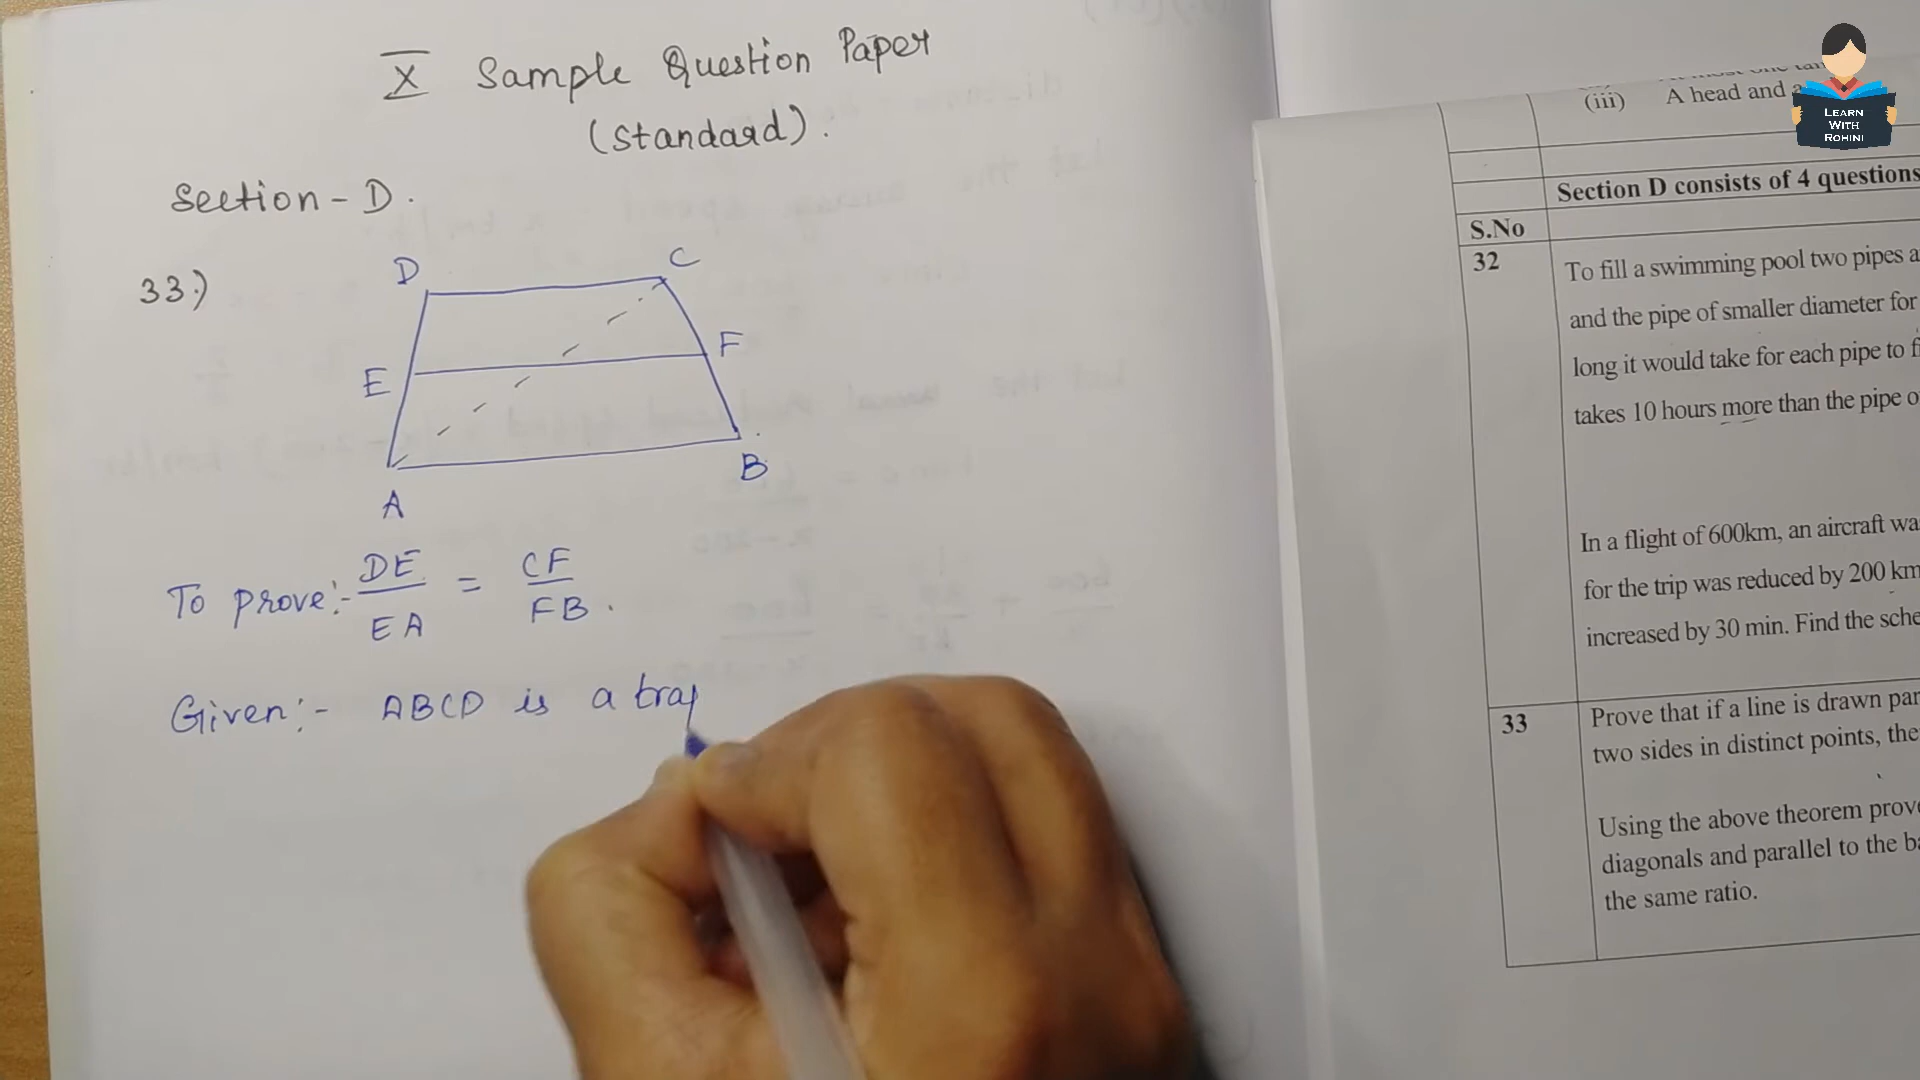 X Sample Question Paper
(Standard).
Section - D.
33.)
D
C
E
F
A
B
To prove:- DE/EA = CF/FB.
Given:- ABCD is a trap
(iii) A head and a
LEARN
WITH
ROHINI
Section D consists of 4 questions
S.No
32
To fill a swimming pool two pipes a
and the pipe of smaller diameter for
long it would take for each pipe to f
takes 10 hours more than the pipe o
In a flight of 600km, an aircraft wa
for the trip was reduced by 200 km
increased by 30 min. Find the sche
33
Prove that if a line is drawn par
two sides in distinct points, the
Using the above theorem prov
diagonals and parallel to the ba
the same ratio.